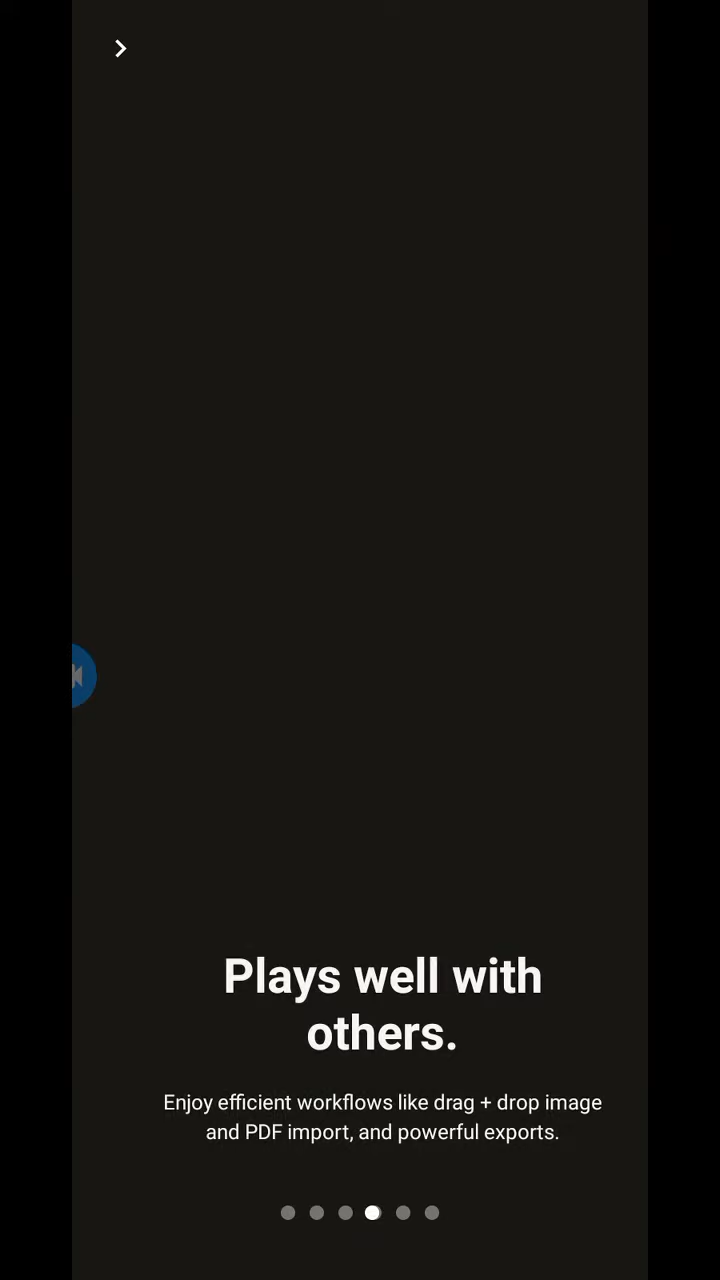 Plays well with
others.
Enjoy efficient workflows like drag + drop image
and PDF import, and powerful exports.